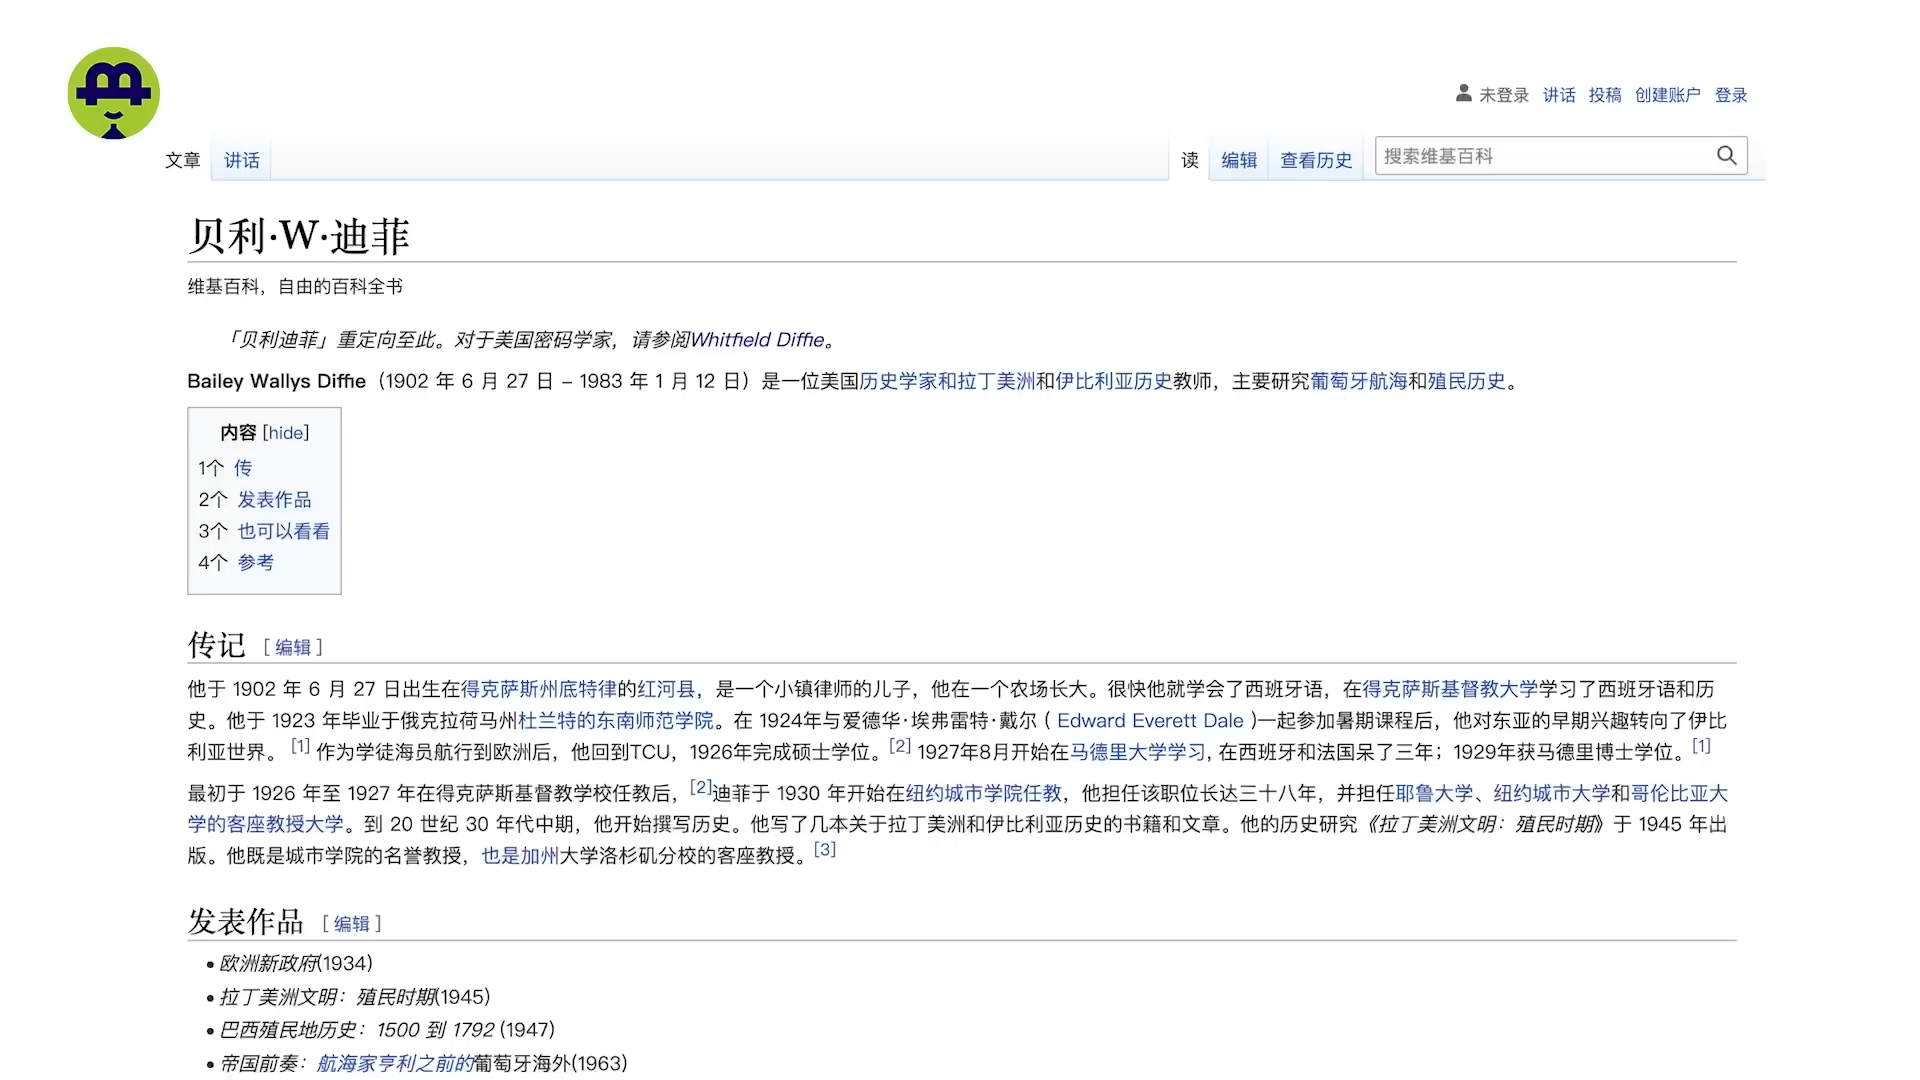 未登录 讲话 投稿 创建账户 登录
文章 讲话 读 编辑 查看历史 搜索维基百科
贝利·W·迪菲
维基百科，自由的百科全书
「贝利迪菲」重定向至此。对于美国密码学家，请参阅Whitfield Diffie。
Bailey Wallys Diffie（1902 年 6 月 27 日 – 1983 年 1 月 12 日）是一位美国历史学家和拉丁美洲和伊比利亚历史教师，主要研究葡萄牙航海和殖民历史。
内容 [hide]
1个 传
2个 发表作品
3个 也可以看看
4个 参考
传记 [ 编辑 ]
他于 1902 年 6 月 27 日出生在得克萨斯州底特律的红河县，是一个小镇律师的儿子，他在一个农场长大。很快他就学会了西班牙语，在得克萨斯基督教大学学习了西班牙语和历
史。他于 1923 年毕业于俄克拉荷马州杜兰特的东南师范学院。在 1924年与爱德华·埃弗雷特·戴尔 ( Edward Everett Dale )一起参加暑期课程后，他对东亚的早期兴趣转向了伊比
利亚世界。 [1] 作为学徒海员航行到欧洲后，他回到TCU，1926年完成硕士学位。[2] 1927年8月开始在马德里大学学习, 在西班牙和法国呆了三年；1929年获马德里博士学位。[1]
最初于 1926 年至 1927 年在得克萨斯基督教学校任教后，[2]迪菲于 1930 年开始在纽约城市学院任教，他担任该职位长达三十八年，并担任耶鲁大学、纽约城市大学和哥伦比亚大
学的客座教授大学。到 20 世纪 30 年代中期，他开始撰写历史。他写了几本关于拉丁美洲和伊比利亚历史的书籍和文章。他的历史研究《拉丁美洲文明：殖民时期》于 1945 年出
版。他既是城市学院的名誉教授，也是加州大学洛杉矶分校的客座教授。[3]
发表作品 [ 编辑 ]
• 欧洲新政府(1934)
• 拉丁美洲文明：殖民时期(1945)
• 巴西殖民地历史：1500 到 1792 (1947)
• 帝国前奏：航海家亨利之前的葡萄牙海外(1963)